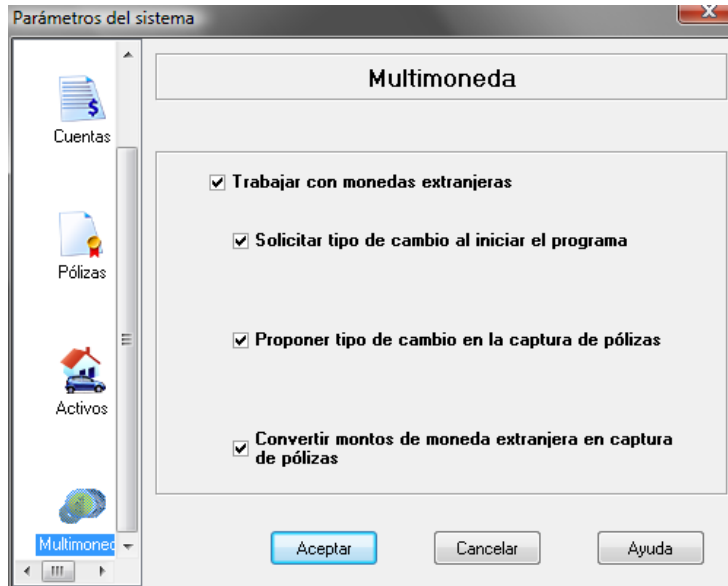 Parámetros del sistema
Cuentas
Pólizas
Activos
Multimoned
Multimoneda
Trabajar con monedas extranjeras
Solicitar tipo de cambio al iniciar el programa
Proponer tipo de cambio en la captura de pólizas
Convertir montos de moneda extranjera en captura
de pólizas
Aceptar
Cancelar
Ayuda